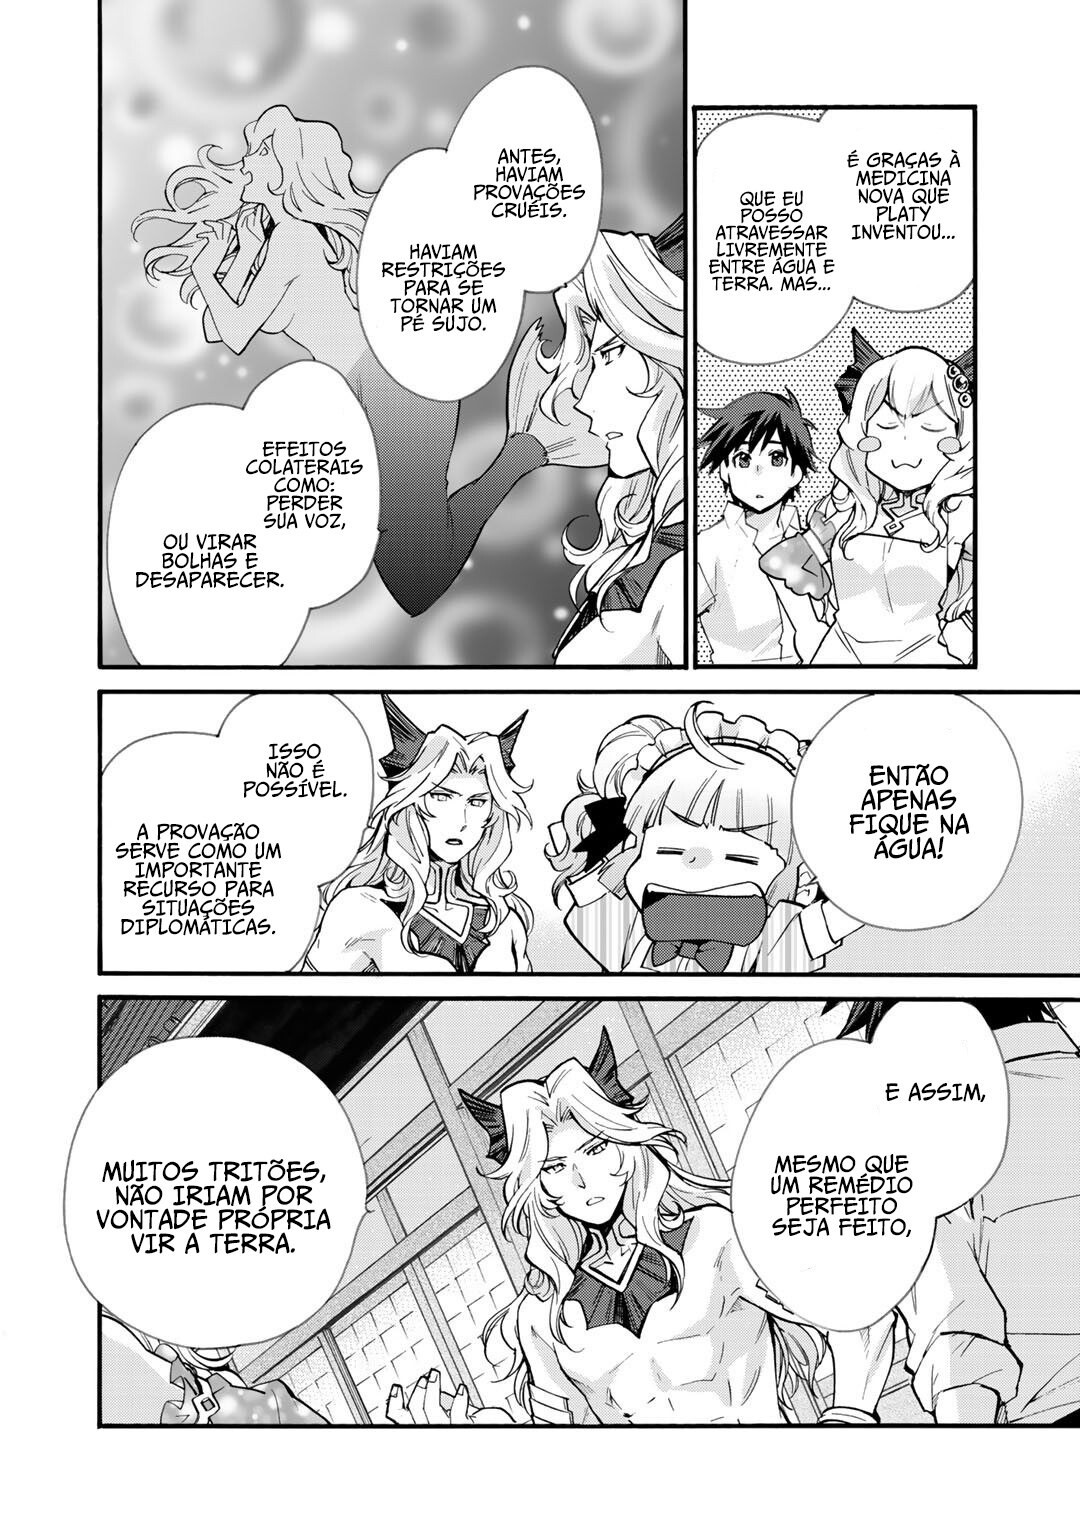 É GRAÇAS À
MEDICINA
NOVA QUE
PLATY
INVENTOU...
QUE EU
POSSO
ATRAVESSAR
LIVREMENTE
ENTRE ÁGUA E
TERRA. MAS...
ANTES,
HAVIAM
PROVAÇÕES
CRUÉIS.
HAVIAM
RESTRIÇÕES
PARA SE
TORNAR UM
PÉ SUJO.
EFEITOS
COLATERAIS
COMO: 
PERDER
SUA VOZ,
OU VIRAR
BOLHAS E
DESAPARECER.
ENTÃO
APENAS
FIQUE NA
ÁGUA!
ISSO
NÃO É
POSSÍVEL.
A PROVAÇÃO
SERVE COMO UM
IMPORTANTE
RECURSO PARA
SITUAÇÕES
DIPLOMÁTICAS.
E ASSIM,
MESMO QUE
UM REMÉDIO
PERFEITO
SEJA FEITO,
MUITOS TRITÕES,
NÃO IRIAM POR
VONTADE PRÓPRIA
VIR A TERRA.